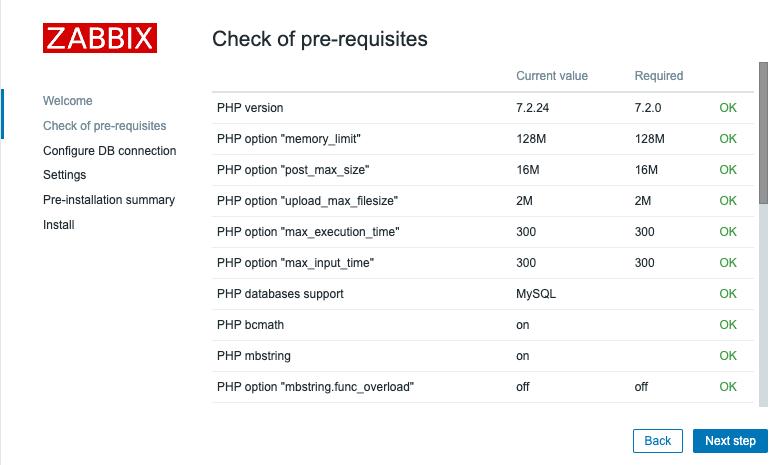 ZABBIX
Check of pre-requisites
Welcome
Check of pre-requisites
Configure DB connection
Settings
Pre-installation summary
Install
Current value Required
PHP version 7.2.24 7.2.0 OK
PHP option "memory_limit" 128M 128M OK
PHP option "post_max_size" 16M 16M OK
PHP option "upload_max_filesize" 2M 2M OK
PHP option "max_execution_time" 300 300 OK
PHP option "max_input_time" 300 300 OK
PHP databases support MySQL OK
PHP bcmath on OK
PHP mbstring on OK
PHP option "mbstring.func_overload" off off OK
Back Next step